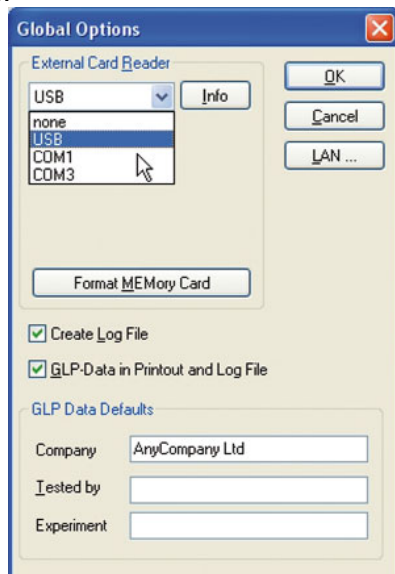 Global Options
External Card Reader
USB
Info
none
USB
COM1
COM3
Format MEMory Card
OK
Cancel
LAN ...
Create Log File
GLP-Data in Printout and Log File
GLP Data Defaults
Company AnyCompany Ltd
Tested by
Experiment